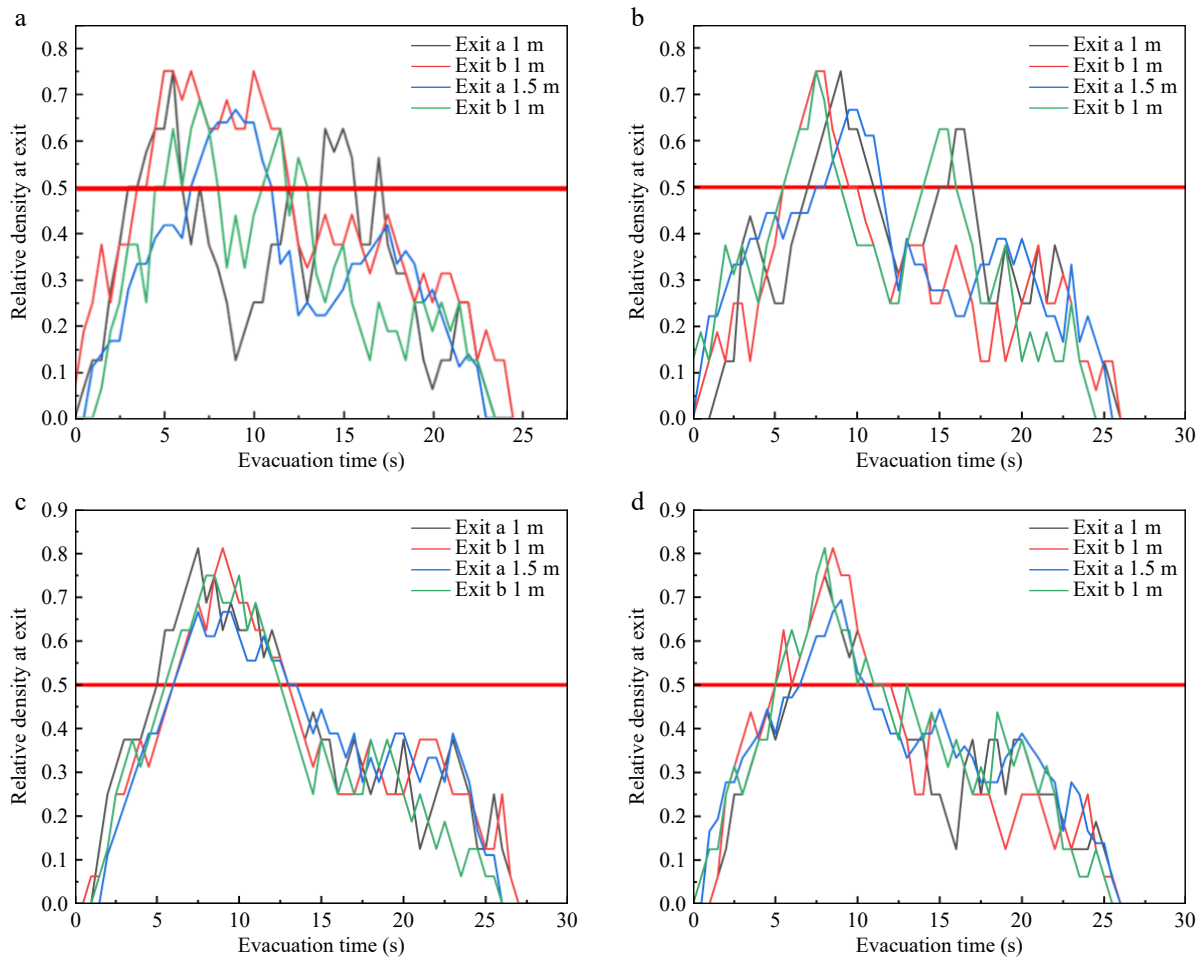 a
0.8
0.7
0.6
0.5
0.4
0.3
0.2
0.1
0.0
Relative density at exit
0
5
10
15
20
25
Evacuation time (s)
Exit a 1 m
Exit b 1 m
Exit a 1.5 m
Exit b 1 m
b
0.8
0.7
0.6
0.5
0.4
0.3
0.2
0.1
0.0
Relative density at exit
0
5
10
15
20
25
30
Evacuation time (s)
Exit a 1 m
Exit b 1 m
Exit a 1.5 m
Exit b 1 m
c
0.9
0.8
0.7
0.6
0.5
0.4
0.3
0.2
0.1
0.0
Relative density at exit
0
5
10
15
20
25
30
Evacuation time (s)
Exit a 1 m
Exit b 1 m
Exit a 1.5 m
Exit b 1 m
d
0.9
0.8
0.7
0.6
0.5
0.4
0.3
0.2
0.1
0.0
Relative density at exit
0
5
10
15
20
25
30
Evacuation time (s)
Exit a 1 m
Exit b 1 m
Exit a 1.5 m
Exit b 1 m